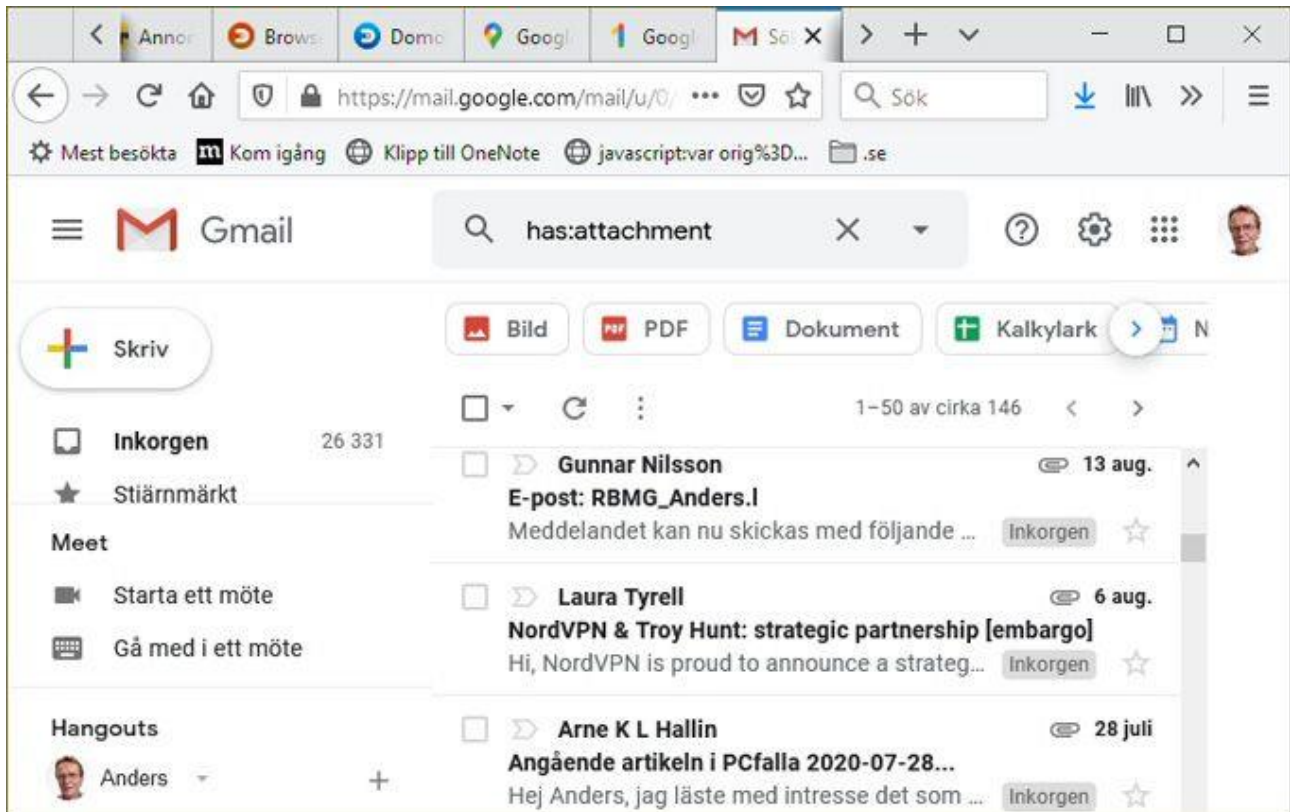 Annor Brows Domo Googl Googl Sö
https://mail.google.com/mail/u/0/ Sök
Mest besökta Kom igång Klipp till OneNote javascript:var orig%3D... .se
Gmail has:attachment
Skriv
Bild PDF Dokument Kalkylark N
1–50 av cirka 146
Inkorgen 26 331
Stjärnmärkt
Meet
Starta ett möte
Gå med i ett möte
Hangouts
Anders
Gunnar Nilsson 13 aug.
E-post: RBMG_Anders.l
Meddelandet kan nu skickas med följande ... Inkorgen
Laura Tyrell 6 aug.
NordVPN & Troy Hunt: strategic partnership [embargo]
Hi, NordVPN is proud to announce a strateg... Inkorgen
Arne K L Hallin 28 juli
Angående artikeln i PCfalla 2020-07-28...
Hej Anders, jag läste med intresse det som ... Inkorgen